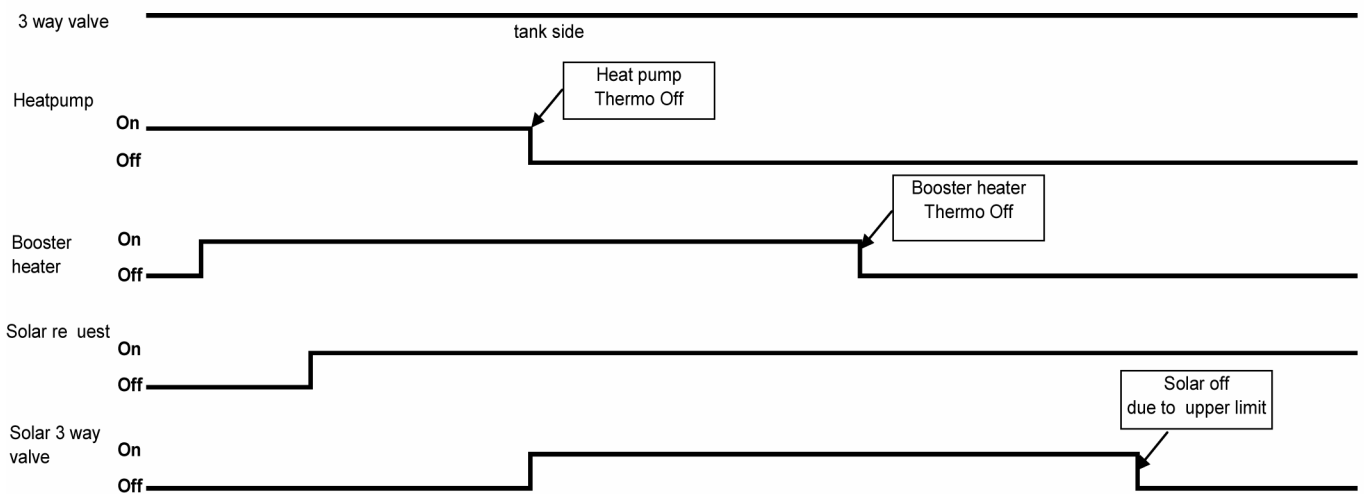 3 way valve
tank side
Heat pump
Thermo Off
Heatpump
On
Off
Booster heater
Thermo Off
Booster
heater
On
Off
Solar re uest
On
Off
Solar off
due to upper limit
Solar 3 way
valve
On
Off